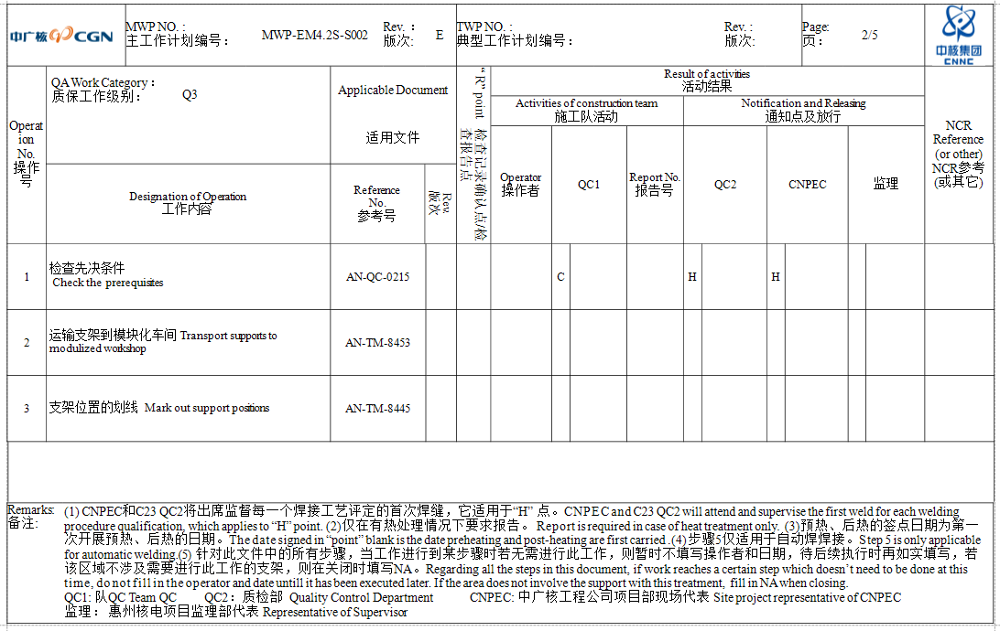 中广核 CGN
MWP NO. :
主工作计划编号：
MWP-EM4.2S-S002
Rev. :
版次:
E
TWP NO. :
典型工作计划编号：
Rev. :
版次:
Page:
页：
2/5
中核集团
CNNC
Operat
ion
No.
操作
号
QA Work Category :
质保工作级别：
Q3
Designation of Operation
工作内容
Applicable Document
适用文件
Reference
No.
参考号
Rev.
版次
“R” point 检查记录确认点/检
查报告点
Result of activities
活动结果
Activities of construction team
施工队活动
Notification and Releasing
通知点及放行
Operator
操作者
QC1
Report No.
报告号
QC2
CNPEC
监理
NCR
Reference
(or other)
NCR参考
(或其它)
1
检查先决条件
Check the prerequisites
AN-QC-0215
C
H
H
2
运输支架到模块化车间 Transport supports to
modulized workshop
AN-TM-8453
3
支架位置的划线 Mark out support positions
AN-TM-8445
Remarks:
备注:
(1) CNPEC和C23 QC2将出席监督每一个焊接工艺评定的首次焊缝，它适用于“H” 点。CNPEC and C23 QC2 will attend and supervise the first weld for each welding
procedure qualification, which applies to “H” point. (2)仅在有热处理情况下要求报告。 Report is required in case of heat treatment only. (3)预热、后热的签点日期为第一
次开展预热、后热的日期。The date signed in “point” blank is the date preheating and post-heating are first carried .(4)步骤5仅适用于自动焊焊接。Step 5 is only applicable
for automatic welding.(5) 针对此文件中的所有步骤，当工作进行到某步骤时若无需进行此工作，则暂时不填写操作者和日期，待后续执行时再如实填写，若
该区域不涉及需要进行此工作的支架，则在关闭时填写NA。Regarding all the steps in this document, if work reaches a certain step which doesn’t need to be done at this
time, do not fill in the operator and date untill it has been executed later. If the area does not involve the support with this treatment, fill in NA when closing.
QC1: 队QC Team QC QC2：质检部 Quality Control Department CNPEC: 中广核工程公司项目部现场代表 Site project representative of CNPEC
监理： 惠州核电项目监理部代表 Representative of Supervisor